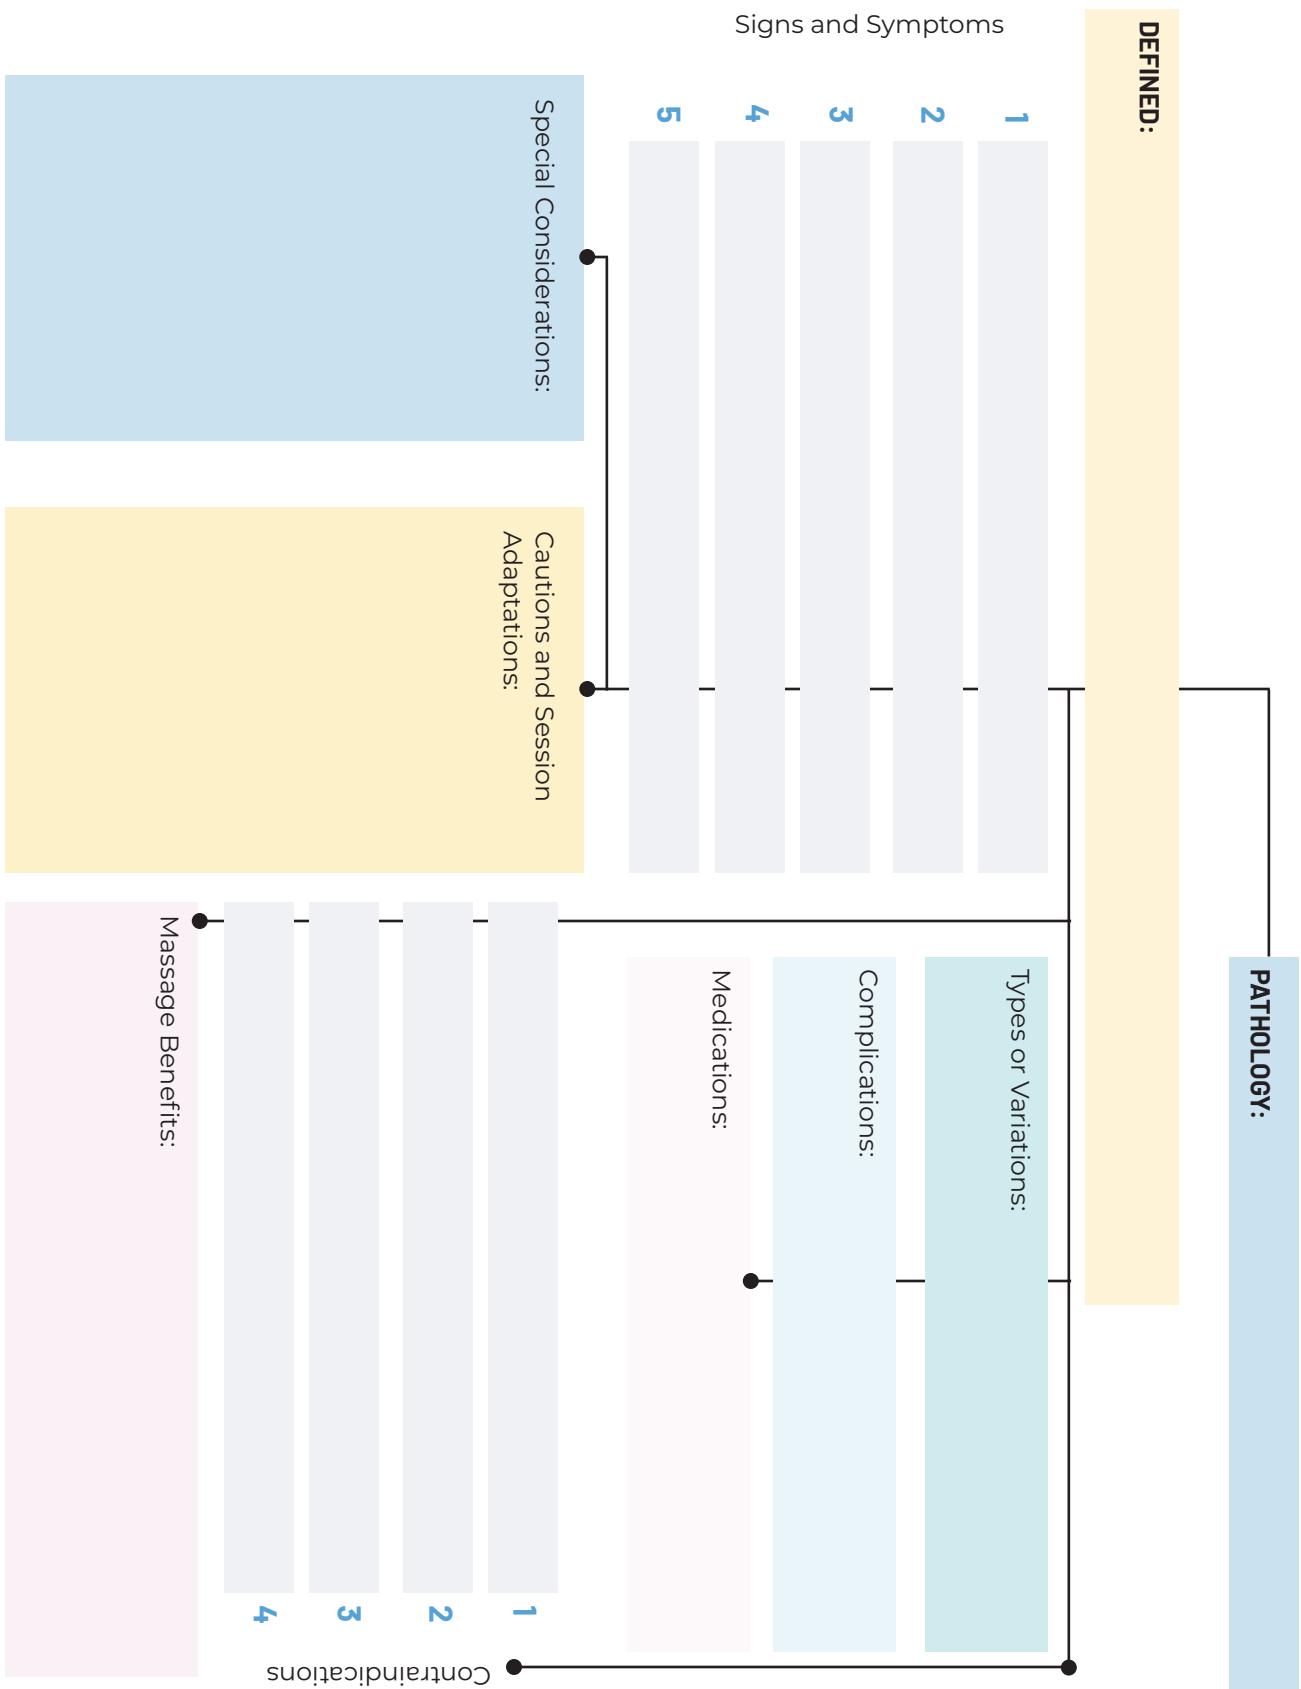 PATHOLOGY:
DEFINED:
Signs and Symptoms
1
2
3
4
5
Types or Variations:
Complications:
Medications:
Special Considerations:
Cautions and Session
Adaptations:
Contraindications
1
2
3
4
Massage Benefits: